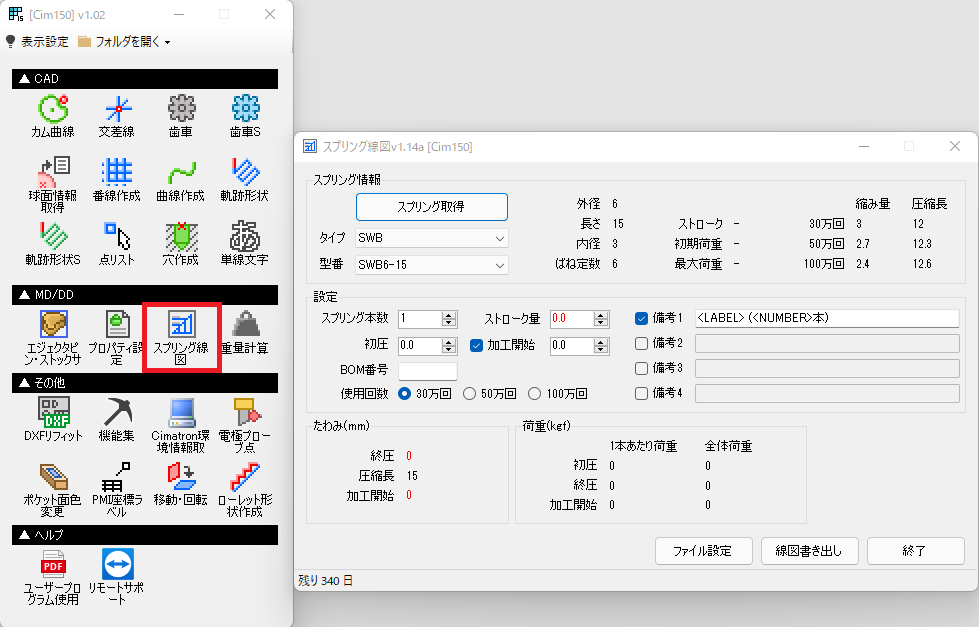 [Cim150] v1.02
表示設定 フォルダを開く
▲ CAD
カム曲線 交差線 歯車 歯車S
球面情報取得 番線作成 曲線作成 軌跡形状
軌跡形状S 点リスト 穴作成 単線文字
▲ MD/DD
エジェクタピン・ストックサ プロパティ設定 スプリング線図 重量計算
▲ その他
DXFリフィット 機能集 Cimatron環境情報取 電極プローブ点
ポケット面色変更 PMI座標ラベル 移動・回転 ローレット形状作成
▲ ヘルプ
ユーザープログラム使用 リモートサポート
スプリング線図v1.14a [Cim150]
スプリング情報
スプリング取得
タイプ SWB
型番 SWB6-15
外径 6
長さ 15
内径 3
ばね定数 6
ストローク -
初期荷重 -
最大荷重 -
縮み量 圧縮長
30万回 3 12
50万回 2.7 12.3
100万回 2.4 12.6
設定
スプリング本数 1 ストローク量 0.0
初圧 0.0 加工開始 0.0
BOM番号
使用回数 30万回 50万回 100万回
備考1 <LABEL> (<NUMBER>本)
備考2
備考3
備考4
たわみ(mm)
終圧 0
圧縮長 15
加工開始 0
荷重(kgf)
1本あたり荷重 全体荷重
初圧 0 0
終圧 0 0
加工開始 0 0
ファイル設定 線図書き出し 終了
残り 340 日